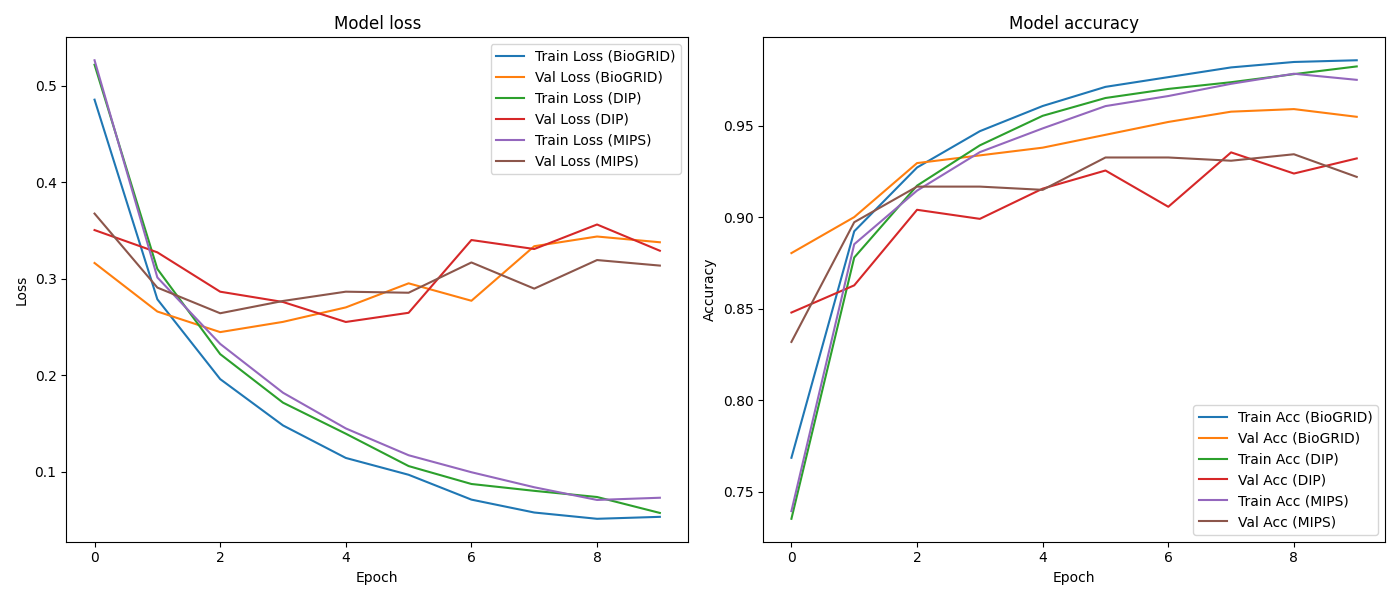 Model loss
Train Loss (BioGRID)
Val Loss (BioGRID)
Train Loss (DIP)
Val Loss (DIP)
Train Loss (MIPS)
Val Loss (MIPS)
0.5
0.4
0.3
0.2
0.1
Loss
0 2 4 6 8
Epoch
Model accuracy
0.95
0.90
0.85
0.80
0.75
Accuracy
Train Acc (BioGRID)
Val Acc (BioGRID)
Train Acc (DIP)
Val Acc (DIP)
Train Acc (MIPS)
Val Acc (MIPS)
0 2 4 6 8
Epoch